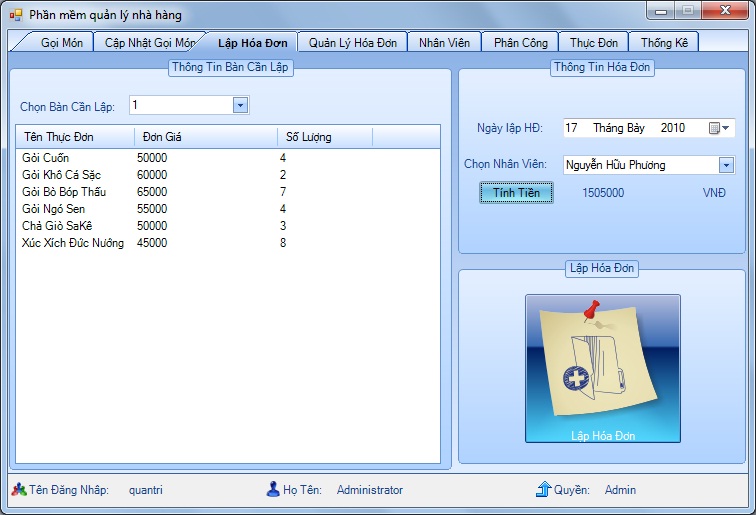 Phần mềm quản lý nhà hàng
Gọi Món Cập Nhật Gọi Món Lập Hóa Đơn Quản Lý Hóa Đơn Nhân Viên Phân Công Thực Đơn Thống Kê
Thông Tin Bàn Cần Lập
Chọn Bàn Cần Lập: 1
Tên Thực Đơn Đơn Giá Số Lượng
Gỏi Cuốn 50000 4
Gỏi Khô Cá Sặc 60000 2
Gỏi Bò Bóp Thấu 65000 7
Gỏi Ngó Sen 55000 4
Chả Giò SaKê 50000 3
Xúc Xích Đức Nướng 45000 8
Thông Tin Hóa Đơn
Ngày lập HĐ: 17 Tháng Bảy 2010
Chọn Nhân Viên: Nguyễn Hữu Phương
Tính Tiền 1505000 VNĐ
Lập Hóa Đơn
Lập Hóa Đơn
Tên Đăng Nhập: quantri Họ Tên: Administrator Quyền: Admin